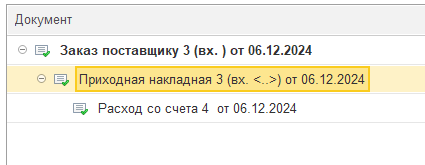 Документ
Заказ поставщику 3 (вх. ) от 06.12.2024
Приходная накладная 3 (вх. <..>) от 06.12.2024
Расход со счета 4 от 06.12.2024